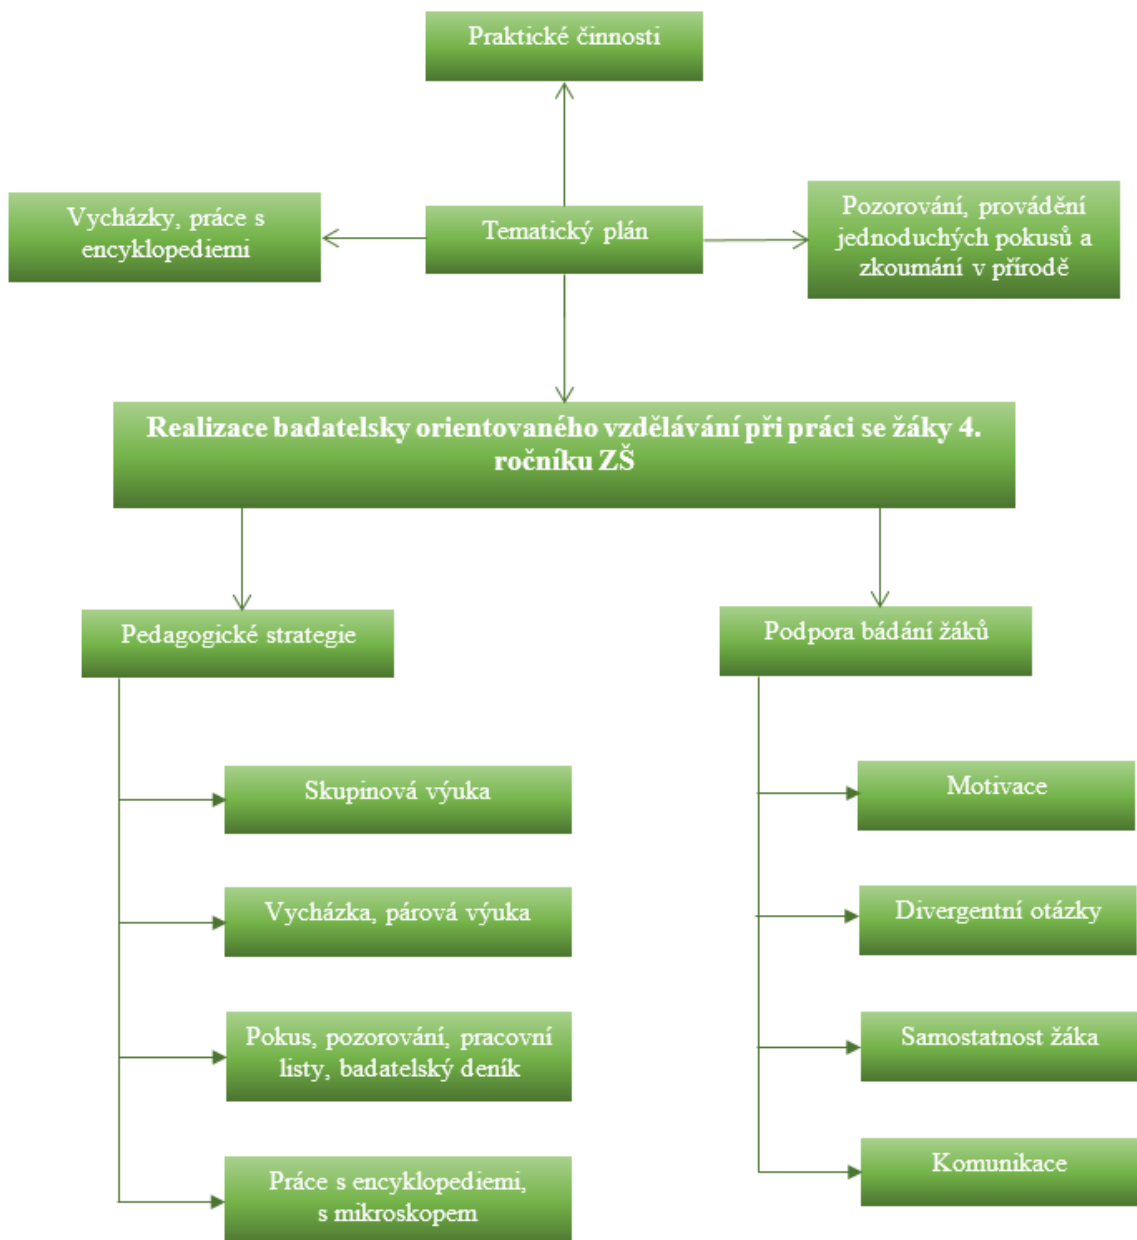 Praktické činnosti
Vycházky, práce s
encyklopediemi
Tematický plán
Pozorování, provádění
jednoduchých pokusů a
zkoumání v přírodě
Realizace badatelsky orientovaného vzdělávání při práci se žáky 4.
ročníku ZŠ
Pedagogické strategie
Skupinová výuka
Vycházka, párová výuka
Pokus, pozorování, pracovní
listy, badatelský deník
Práce s encyklopediemi,
s mikroskopem
Podpora bádání žáků
Motivace
Divergentní otázky
Samostatnost žáka
Komunikace